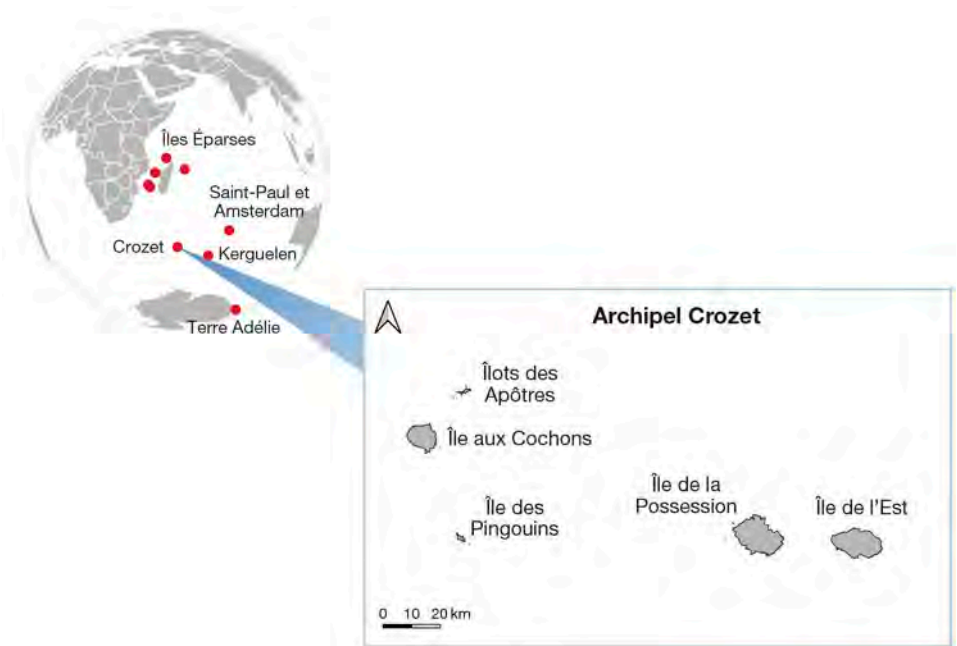 Îles Éparses
Saint-Paul et
Amsterdam
Crozet
Kerguelen
Terre Adélie
Archipel Crozet
Îlots des
Apôtres
Île aux Cochons
Île des
Pingouins
Île de la
Possession
Île de l'Est
0 10 20 km